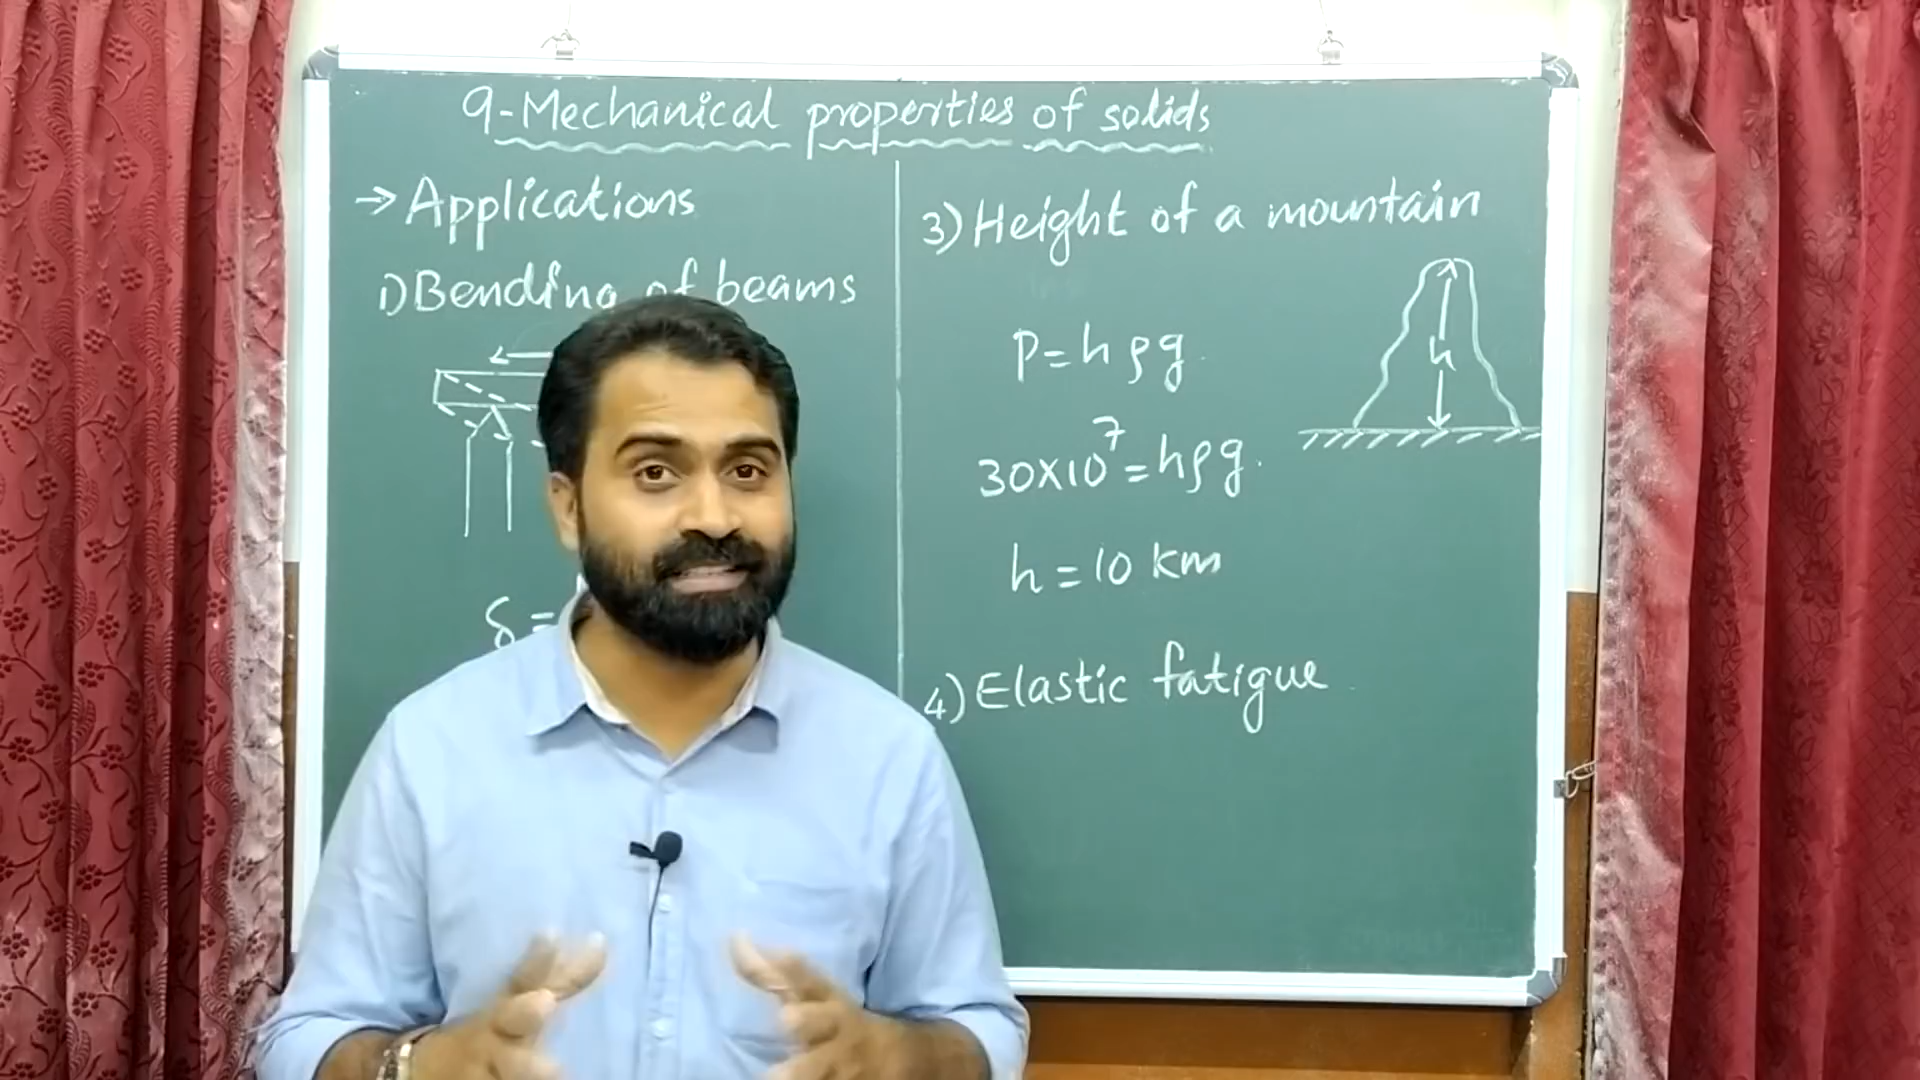 9-Mechanical properties of solids
→Applications
1)Bending of beams
δ=
3)Height of a mountain
h
P=hρg
30×10⁷=hρg.
h=10 km
4)Elastic fatigue